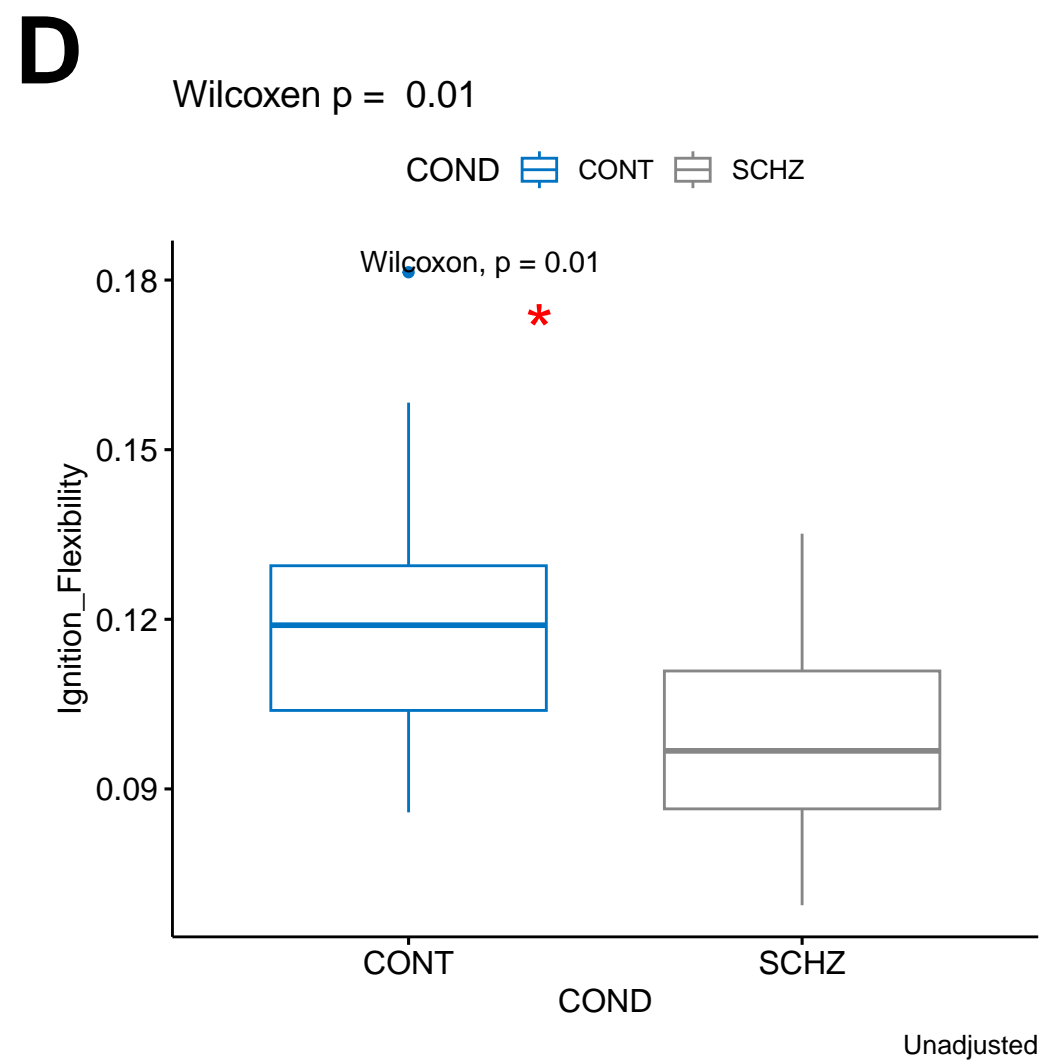 D
Wilcoxen p =  0.01
COND CONT SCHZ
Wilcoxon, p = 0.01
*
0.18
0.15
0.12
0.09
Ignition_Flexibility
CONT SCHZ
COND
Unadjusted